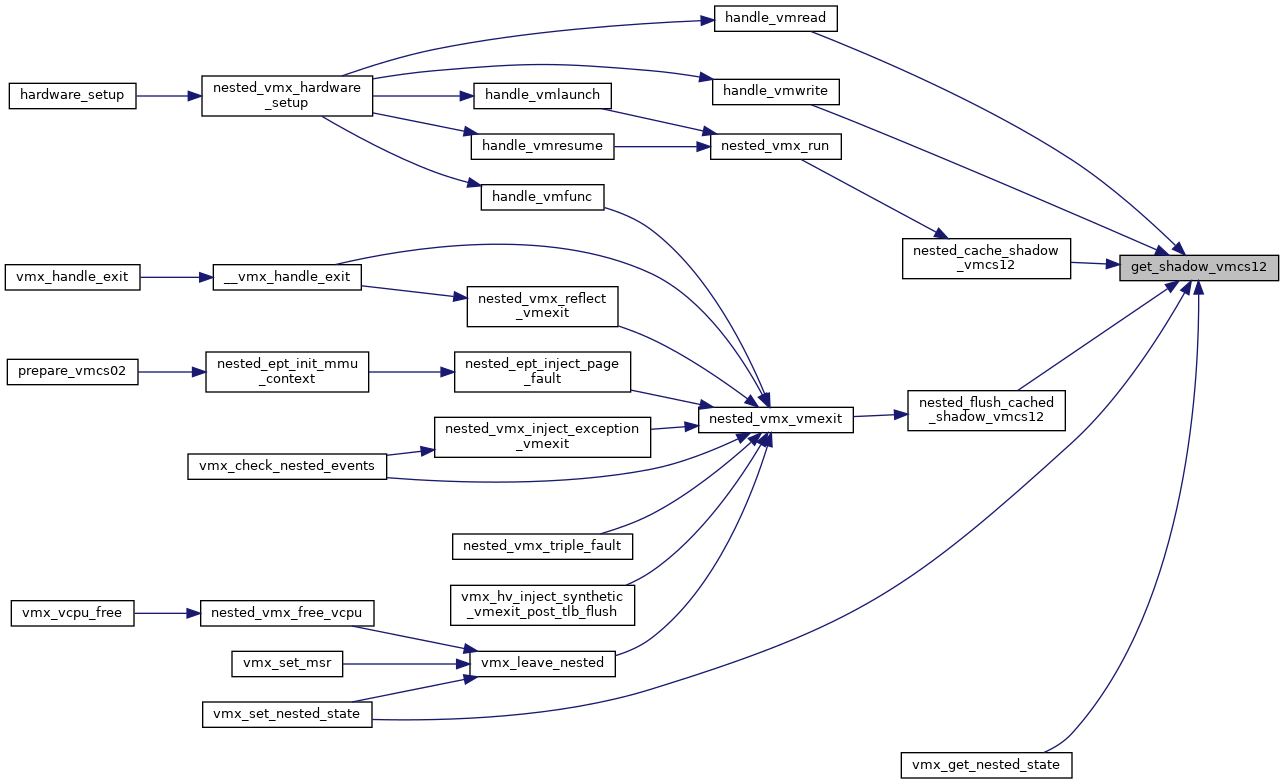 handle_vmread
hardware_setup
nested_vmx_hardware
_setup
handle_vmlaunch
handle_vmwrite
handle_vmresume
nested_vmx_run
handle_vmfunc
nested_cache_shadow
_vmcs12
get_shadow_vmcs12
vmx_handle_exit
__vmx_handle_exit
nested_vmx_reflect
_vmexit
prepare_vmcs02
nested_ept_init_mmu
_context
nested_ept_inject_page
_fault
nested_flush_cached
_shadow_vmcs12
nested_vmx_vmexit
nested_vmx_inject_exception
_vmexit
vmx_check_nested_events
nested_vmx_triple_fault
vmx_hv_inject_synthetic
_vmexit_post_tlb_flush
vmx_vcpu_free
nested_vmx_free_vcpu
vmx_set_msr
vmx_leave_nested
vmx_set_nested_state
vmx_get_nested_state